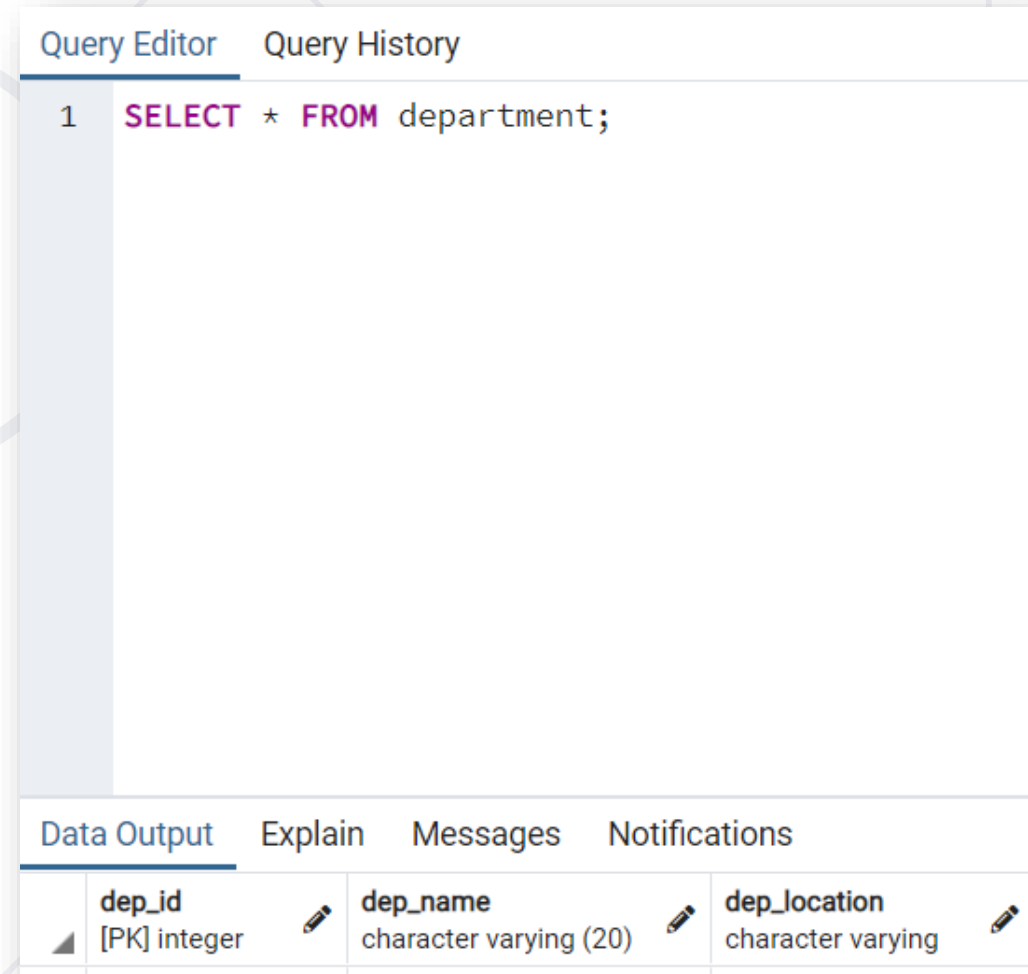 Query Editor Query History
1 SELECT * FROM department;
Data Output Explain Messages Notifications
dep_id dep_name dep_location
[PK] integer character varying (20) character varying